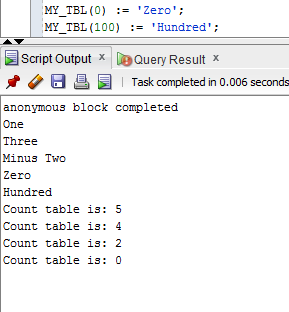 MY_TBL(0) := 'Zero';
MY_TBL(100) := 'Hundred';
Script Output x
Query Result x
Task completed in 0.006 seconds
anonymous block completed
One
Three
Minus Two
Zero
Hundred
Count table is: 5
Count table is: 4
Count table is: 2
Count table is: 0